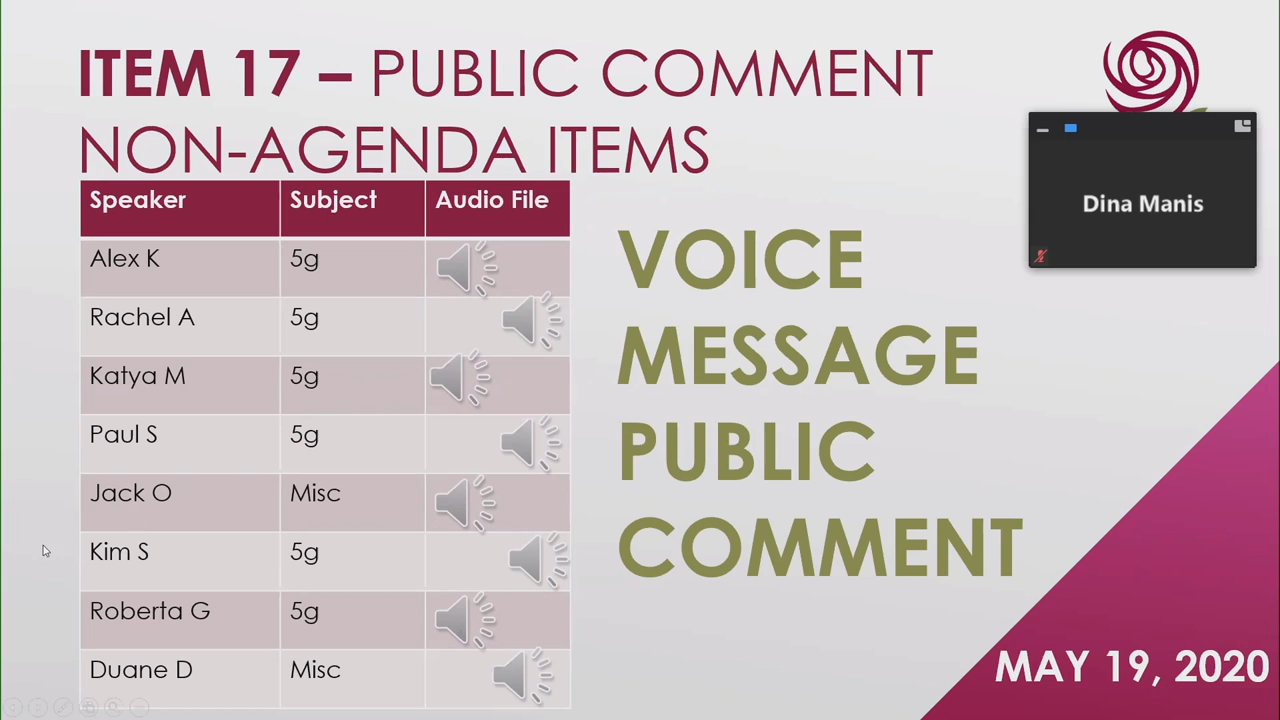 ITEM 17 – PUBLIC COMMENT
NON-AGENDA ITEMS
Speaker Subject Audio File
Alex K 5g
Rachel A 5g
Katya M 5g
Paul S 5g
Jack O Misc
Kim S 5g
Roberta G 5g
Duane D Misc
VOICE
MESSAGE
PUBLIC
COMMENT
Dina Manis
MAY 19, 2020